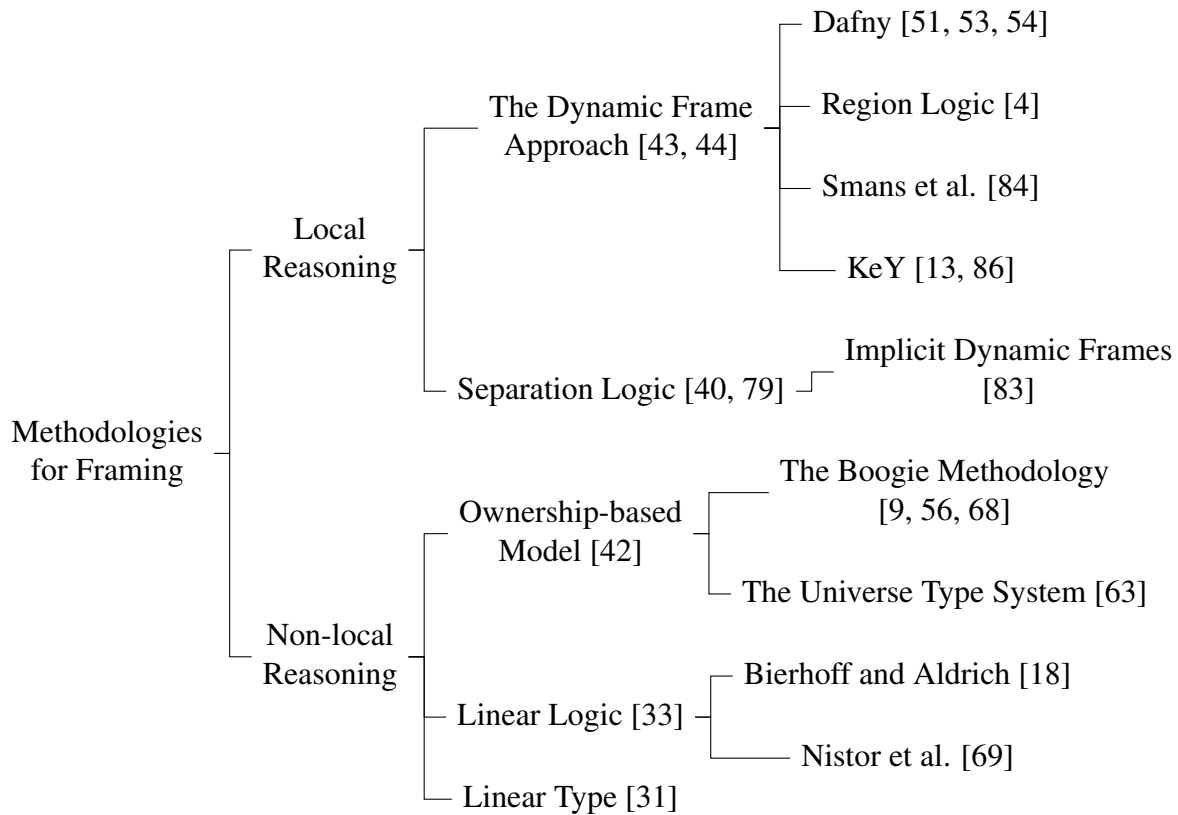 Dafny [51, 53, 54]
The Dynamic Frame
Approach [43, 44]
Region Logic [4]
Smans et al. [84]
KeY [13, 86]
Local
Reasoning
Implicit Dynamic Frames
[83]
Separation Logic [40, 79]
Methodologies
for Framing
The Boogie Methodology
[9, 56, 68]
Ownership-based
Model [42]
The Universe Type System [63]
Non-local
Reasoning
Bierhoff and Aldrich [18]
Linear Logic [33]
Nistor et al. [69]
Linear Type [31]